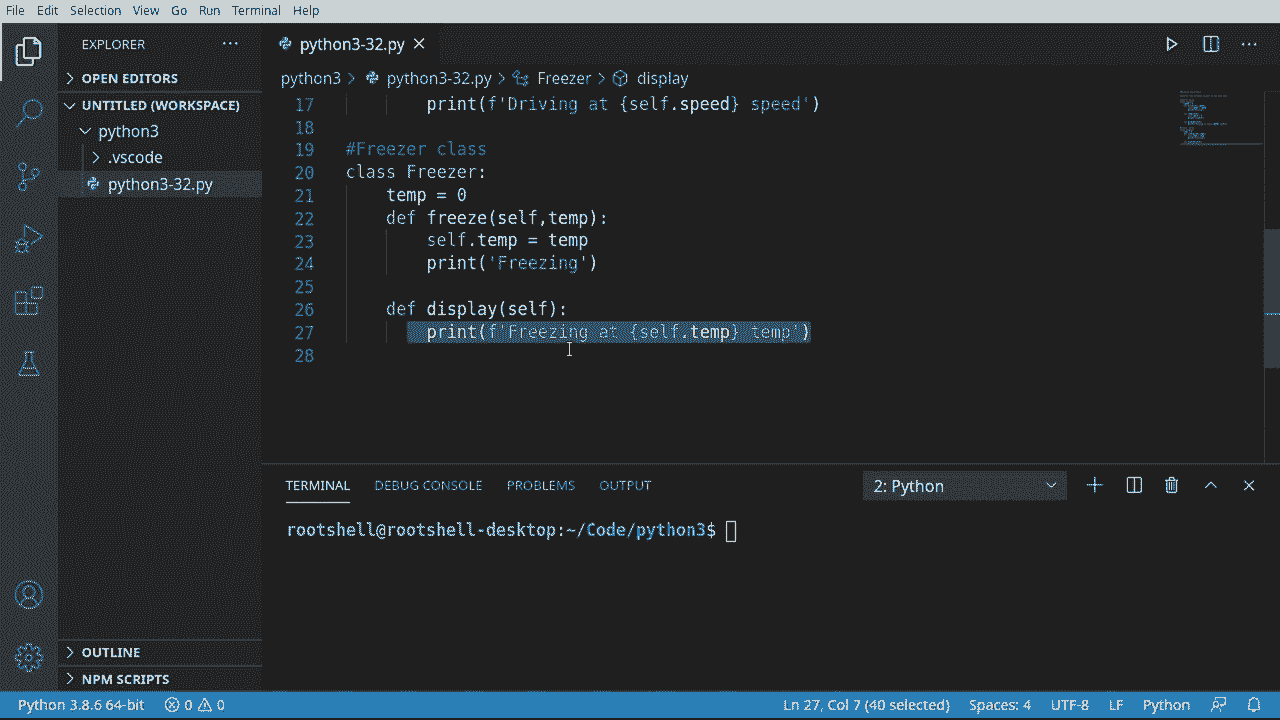 File Edit Selection View Go Run Terminal Help
EXPLORER ...
python3-32.py
OPEN EDITORS
python3 > python3-32.py > Freezer > display
UNTITLED (WORKSPACE)
python3
.vscode
python3-32.py
17 print(f'Driving at {self.speed} speed')
18
19 #Freezer class
20 class Freezer:
21 temp = 0
22 def freeze(self,temp):
23 self.temp = temp
24 print('Freezing')
25
26 def display(self):
27 print(f'Freezing at {self.temp} temp')
28
TERMINAL DEBUG CONSOLE PROBLEMS OUTPUT 2: Python
rootshell@rootshell-desktop:~/Code/python3$
OUTLINE
NPM SCRIPTS
Python 3.8.6 64-bit 0 0 Ln 27, Col 7 (40 selected) Spaces: 4 UTF-8 LF Python